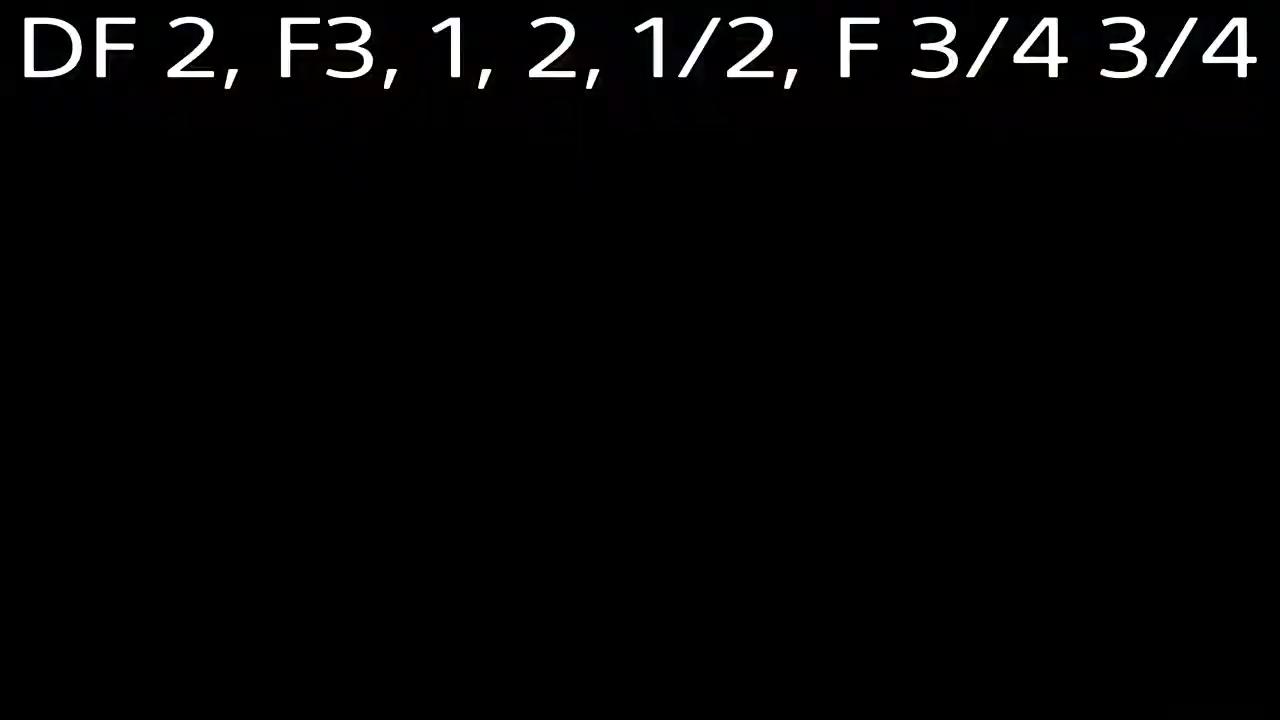 DF 2, F3, 1, 2, 1/2, F 3/4 3/4